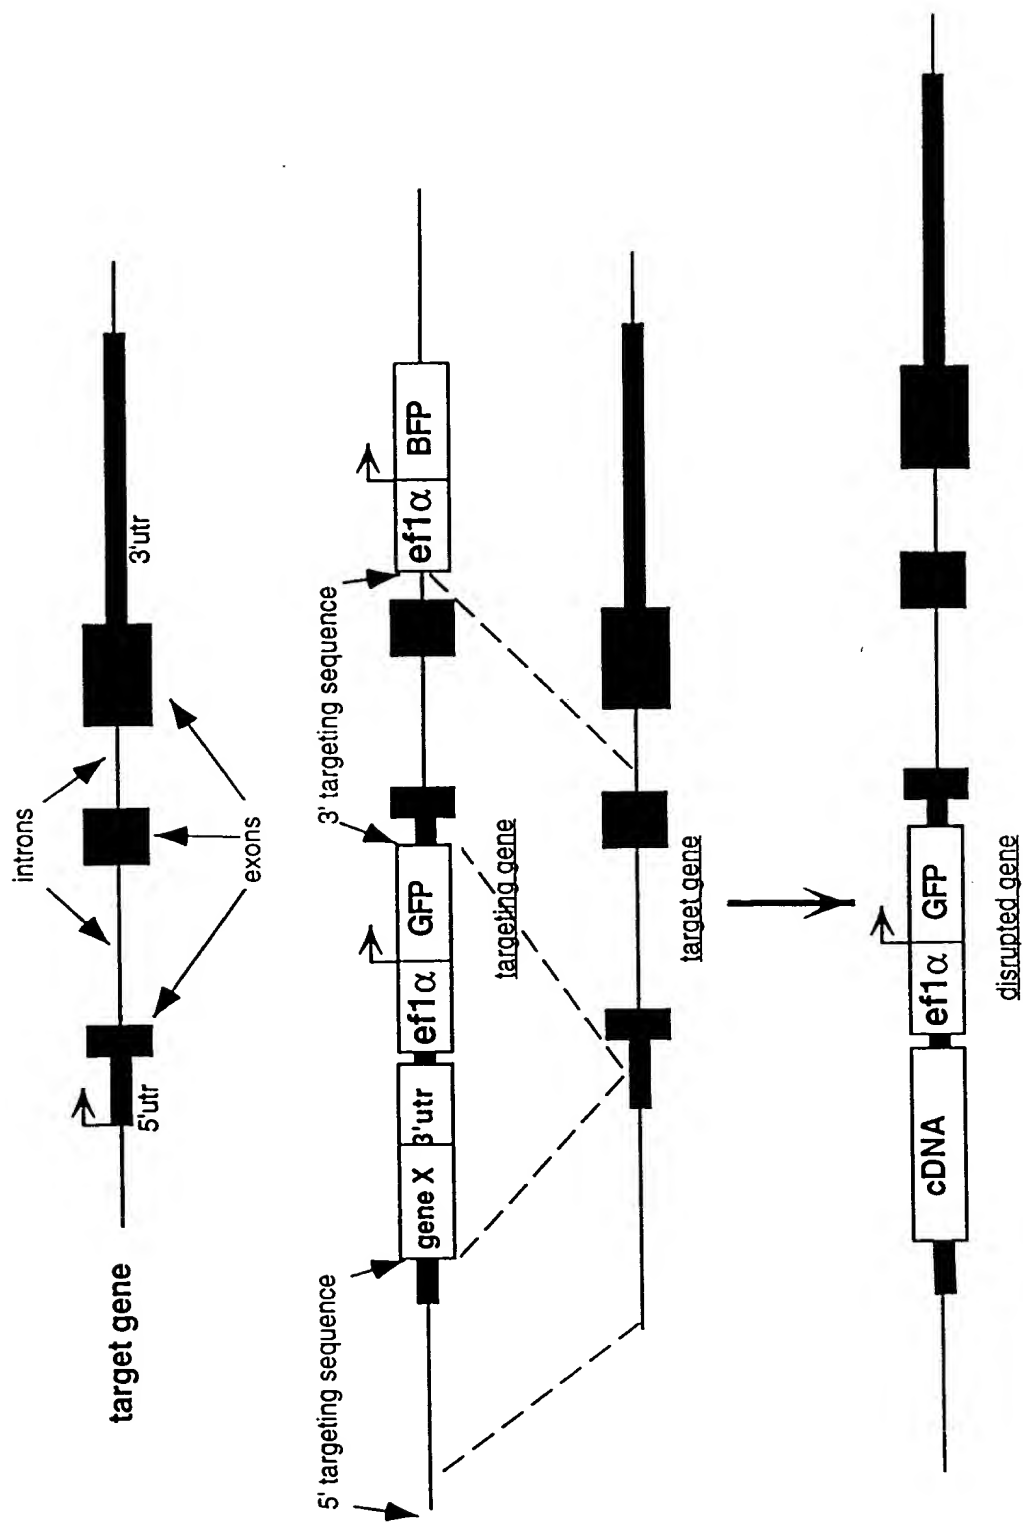 target gene
introns
5'utr
exons
3'utr
5' targeting sequence
3' targeting sequence
gene X
3'utr
ef1α
GFP
ef1α
BFP
targeting gene
target gene
cDNA
ef1α
GFP
disrupted gene